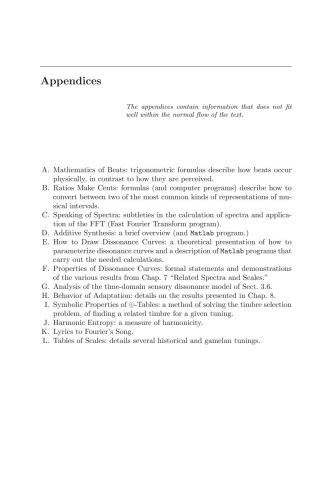 Appendices
The appendices contain information that does not fit
well within the normal flow of the text.
A. Mathematics of Beats: trigonometric formulas describe how beats occur
physically, in contrast to how they are perceived.
B. Ratios Make Cents: formulas (and computer programs) describe how to
convert between two of the most common kinds of representations of mu-
sical intervals.
C. Speaking of Spectra: subtleties in the calculation of spectra and applica-
tion of the FFT (Fast Fourier Transform program).
D. Additive Synthesis: a brief overview (and Matlab program.)
E. How to Draw Dissonance Curves: a theoretical presentation of how to
parameterize dissonance curves and a description of Matlab programs that
carry out the needed calculations.
F. Properties of Dissonance Curves: formal statements and demonstrations
of the various results from Chap. 7 “Related Spectra and Scales.”
G. Analysis of the time-domain sensory dissonance model of Sect. 3.6.
H. Behavior of Adaptation: details on the results presented in Chap. 8.
I. Symbolic Properties of ⊕-Tables: a method of solving the timbre selection
problem, of finding a related timbre for a given tuning.
J. Harmonic Entropy: a measure of harmonicity.
K. Lyrics to Fourier's Song.
L. Tables of Scales: details several historical and gamelan tunings.